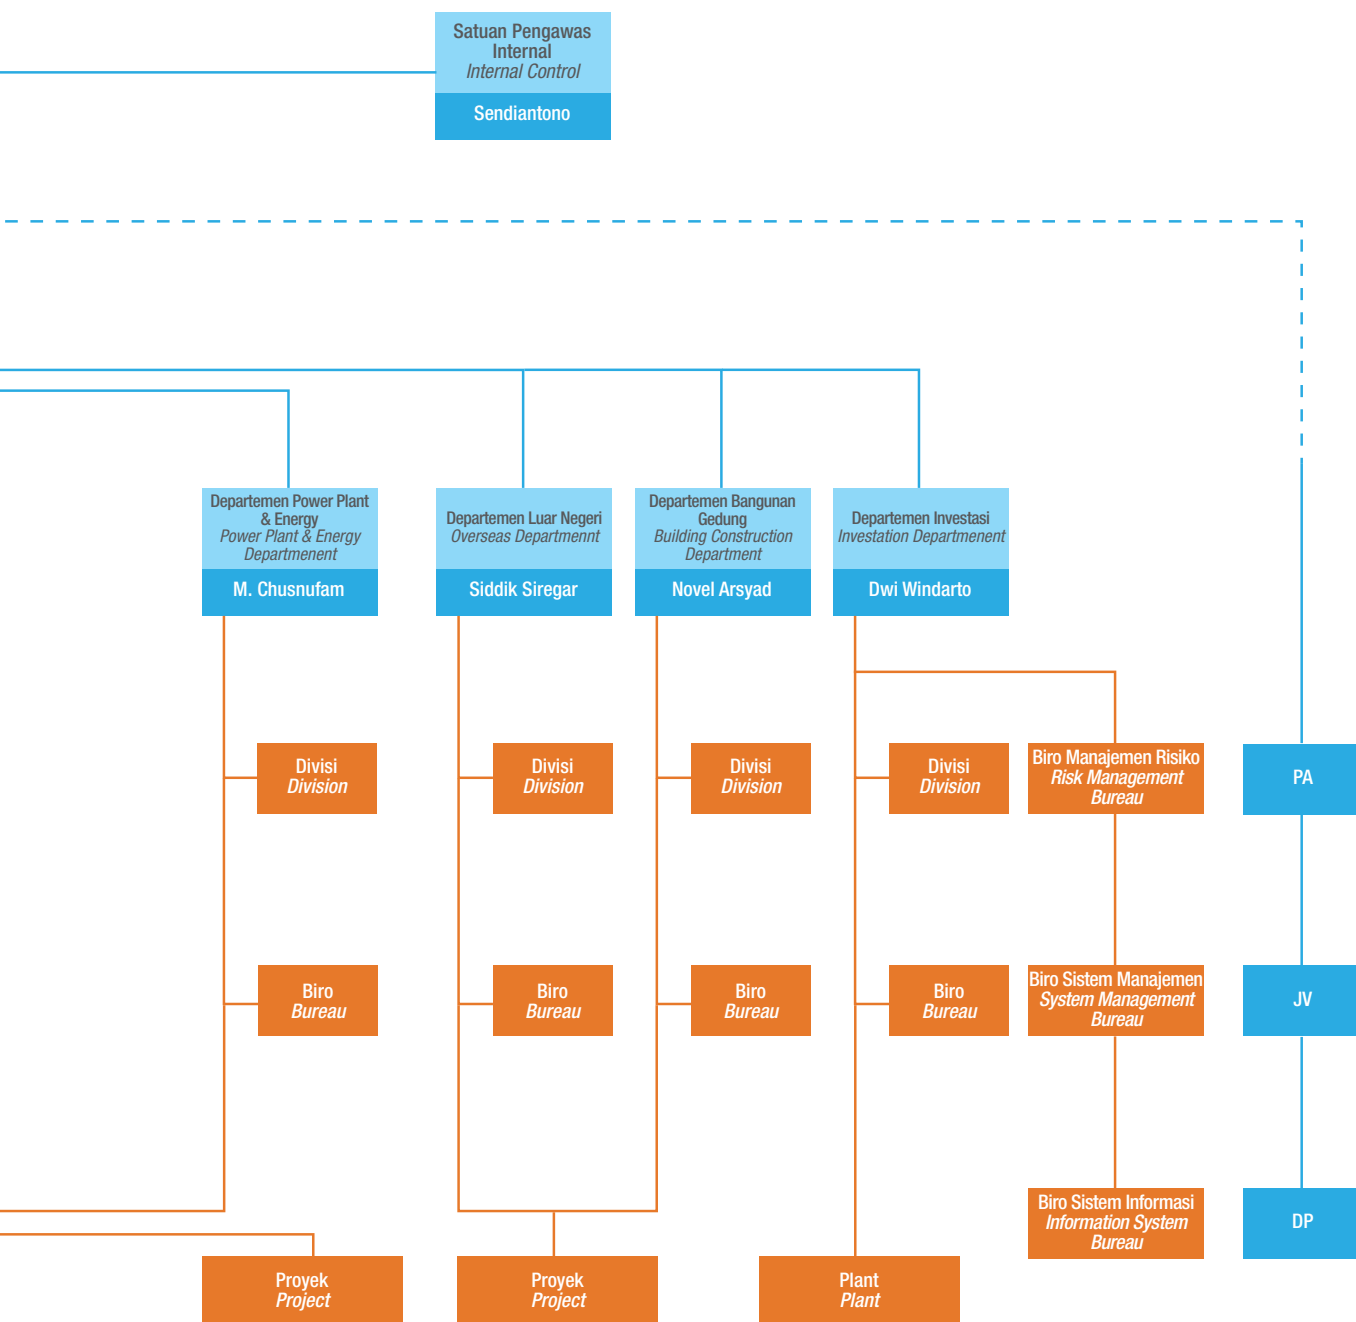 Satuan Pengawas
Internal
Internal Control
Sendiantono
Departemen Power Plant
& Energy
Power Plant & Energy
Departmenent
M. Chusnufam
Departemen Luar Negeri
Overseas Departmennt
Siddik Siregar
Departemen Bangunan
Gedung
Building Construction
Department
Novel Arsyad
Departemen Investasi
Investation Departmenent
Dwi Windarto
Divisi
Division
Divisi
Division
Divisi
Division
Divisi
Division
Biro Manajemen Risiko
Risk Management
Bureau
PA
Biro
Bureau
Biro
Bureau
Biro
Bureau
Biro
Bureau
Biro Sistem Manajemen
System Management
Bureau
JV
Biro Sistem Informasi
Information System
Bureau
DP
Proyek
Project
Proyek
Project
Plant
Plant